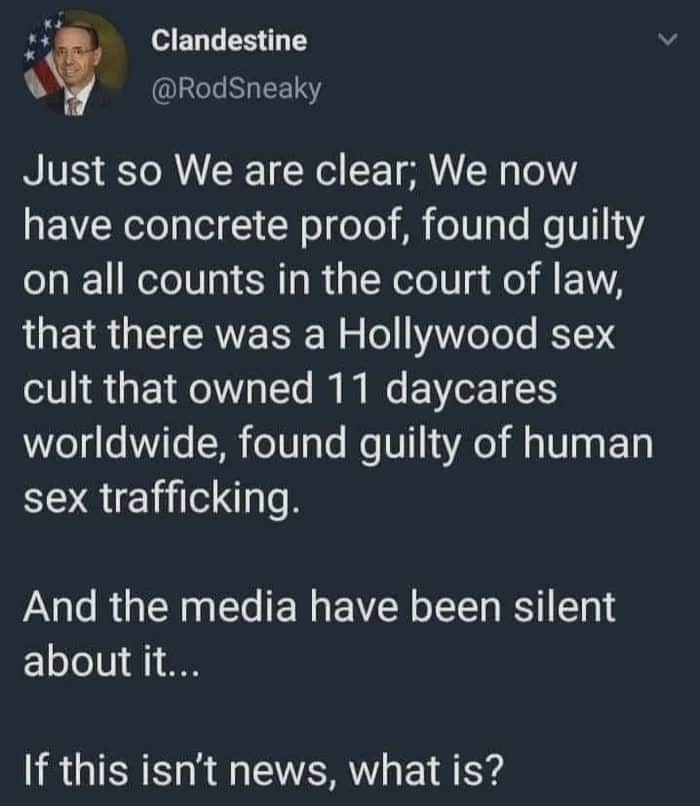 Clandestine
@RodSneaky
Just so We are clear; We now
have concrete proof, found guilty
on all counts in the court of law,
that there was a Hollywood sex
cult that owned 11 daycares
worldwide, found guilty of human
sex trafficking.
And the media have been silent
about it...
If this isn't news, what is?